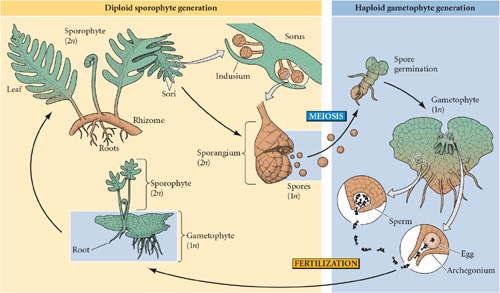 Diploid sporophyte generation
Haploid gametophyte generation
Sporophyte
(2n)
Sorus
Leaf
Indusium
Sori
Rhizome
Roots
Spore
germination
MEIOSIS
Gametophyte
(1n)
Sporangium
(2n)
Spores
(1n)
Sporophyte
(2n)
Gametophyte
(1n)
Root
Sperm
Egg
Archegonium
FERTILIZATION